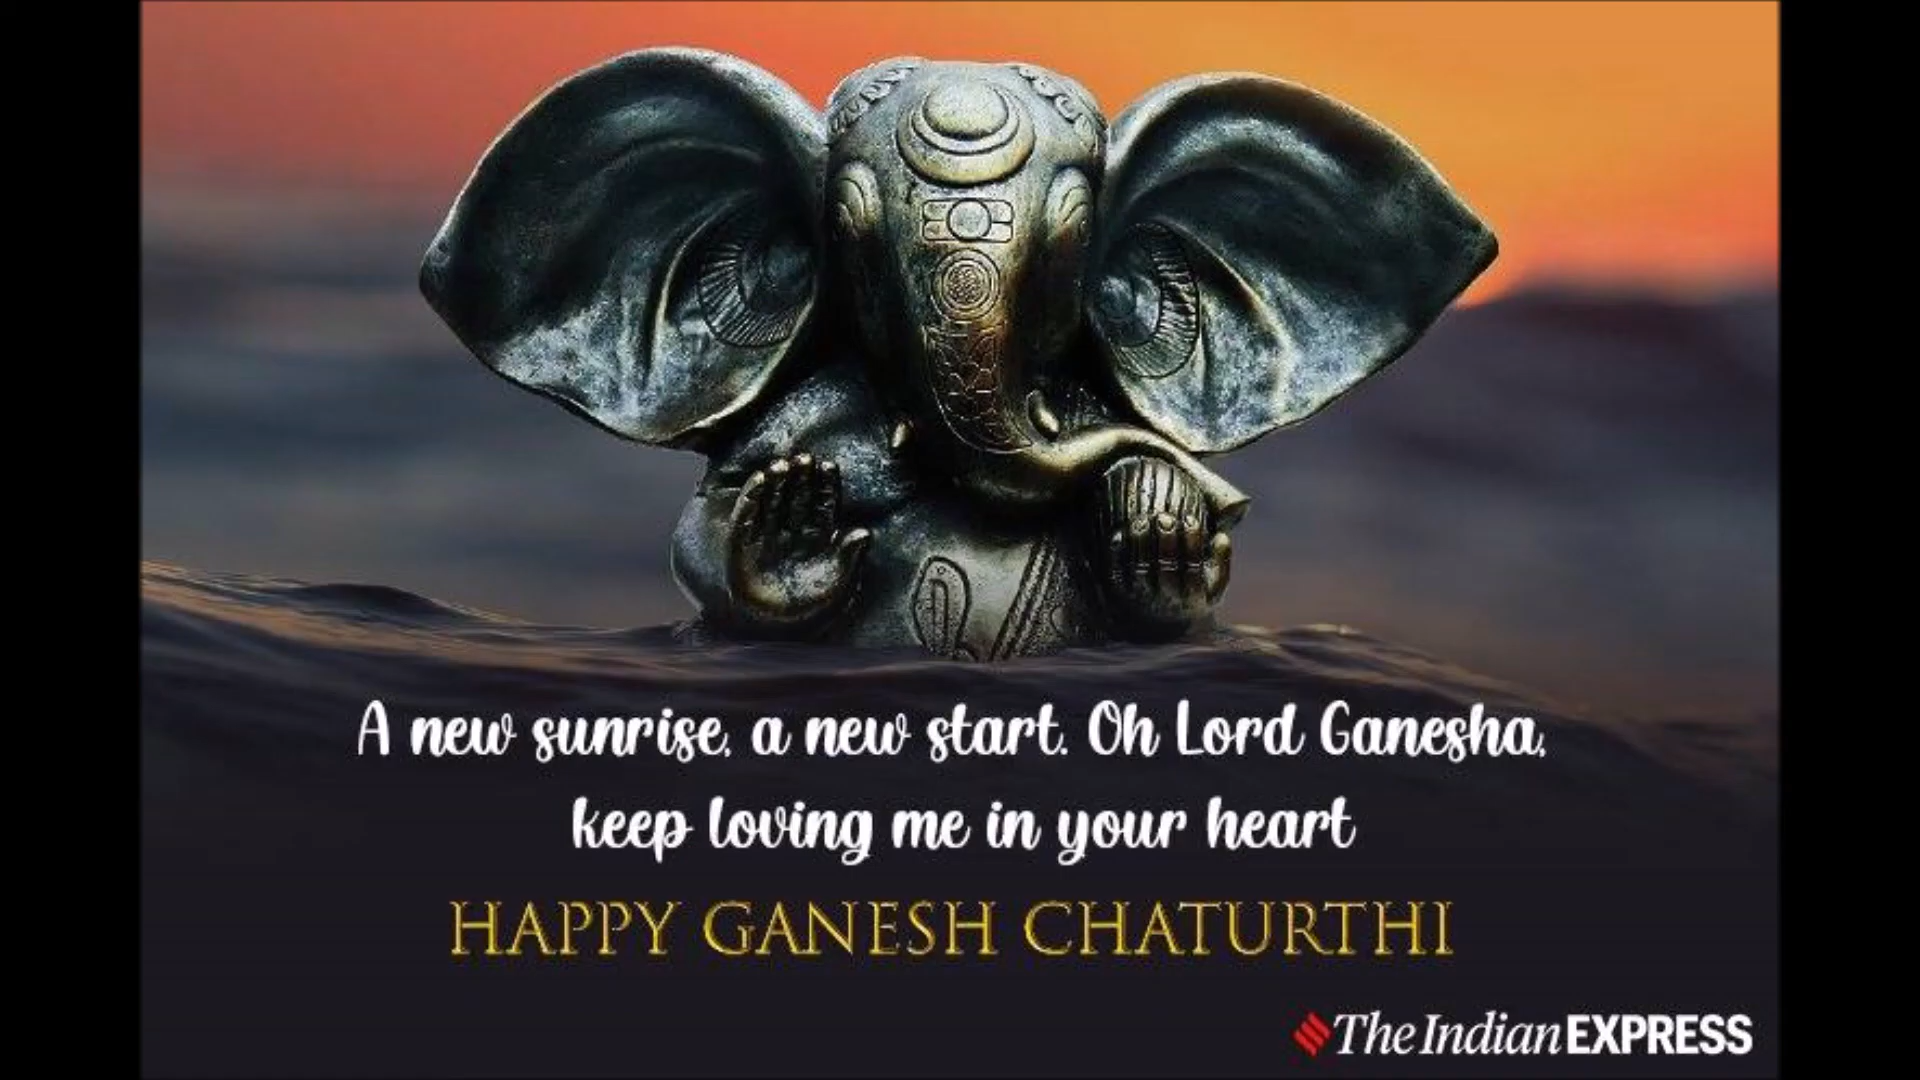 A new sunrise, a new start. Oh Lord Ganesha,
keep loving me in your heart
HAPPY GANESH CHATURTHI
The Indian EXPRESS